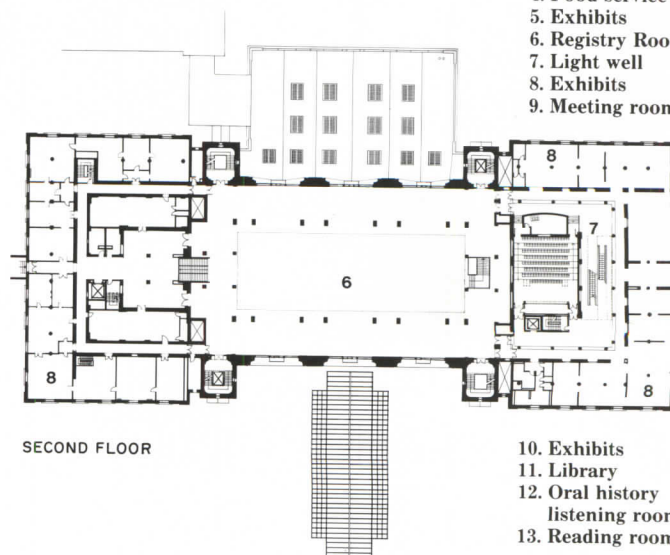 5. Exhibits
6. Registry Roo
7. Light well
8. Exhibits
9. Meeting room
8
7
6
8
8
SECOND FLOOR
10. Exhibits
11. Library
12. Oral history
listening room
13. Reading room